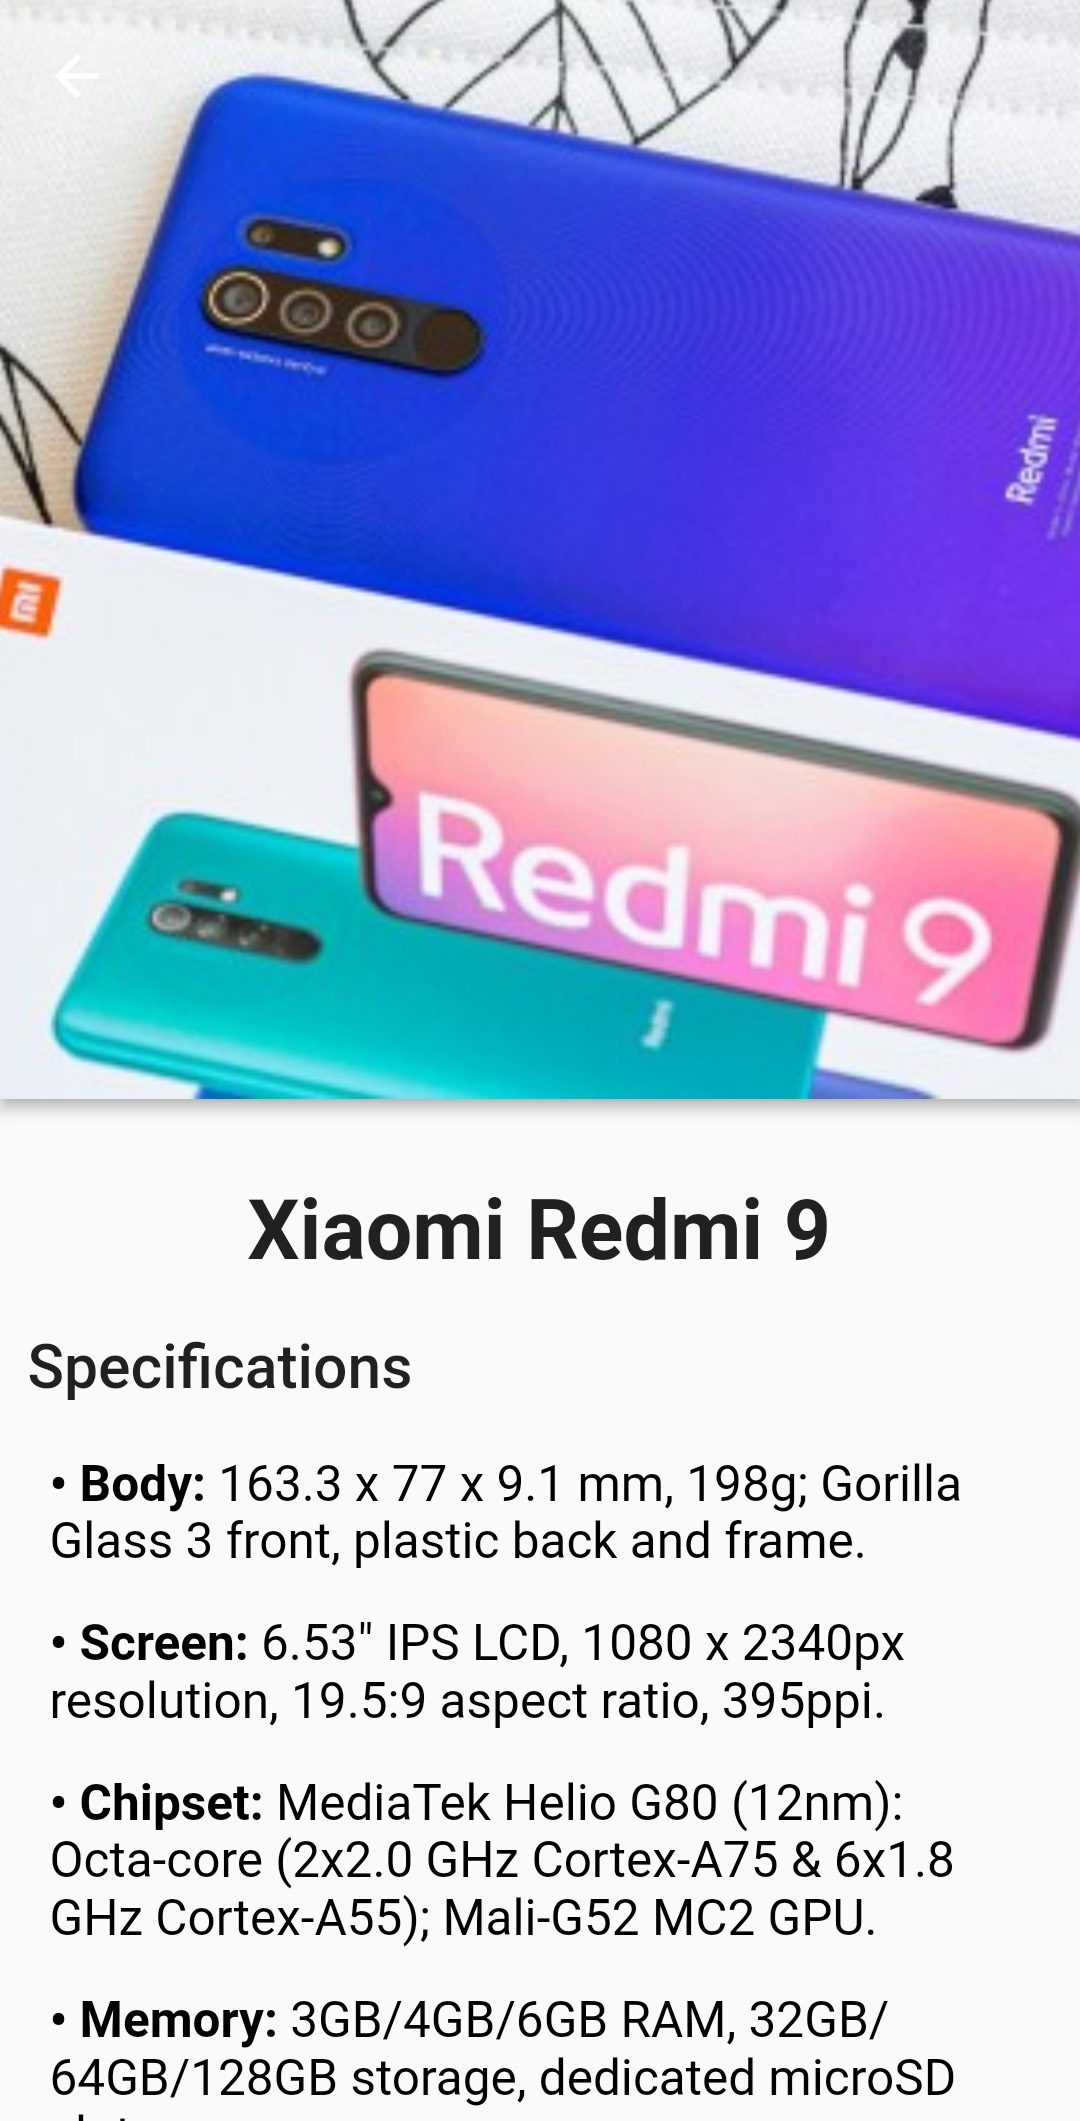 Redmi
mi
Redmi 9
Redmi
Xiaomi Redmi 9
Specifications
• Body: 163.3 x 77 x 9.1 mm, 198g; Gorilla
Glass 3 front, plastic back and frame.
• Screen: 6.53" IPS LCD, 1080 x 2340px
resolution, 19.5:9 aspect ratio, 395ppi.
• Chipset: MediaTek Helio G80 (12nm):
Octa-core (2x2.0 GHz Cortex-A75 & 6x1.8
GHz Cortex-A55); Mali-G52 MC2 GPU.
• Memory: 3GB/4GB/6GB RAM, 32GB/
64GB/128GB storage, dedicated microSD